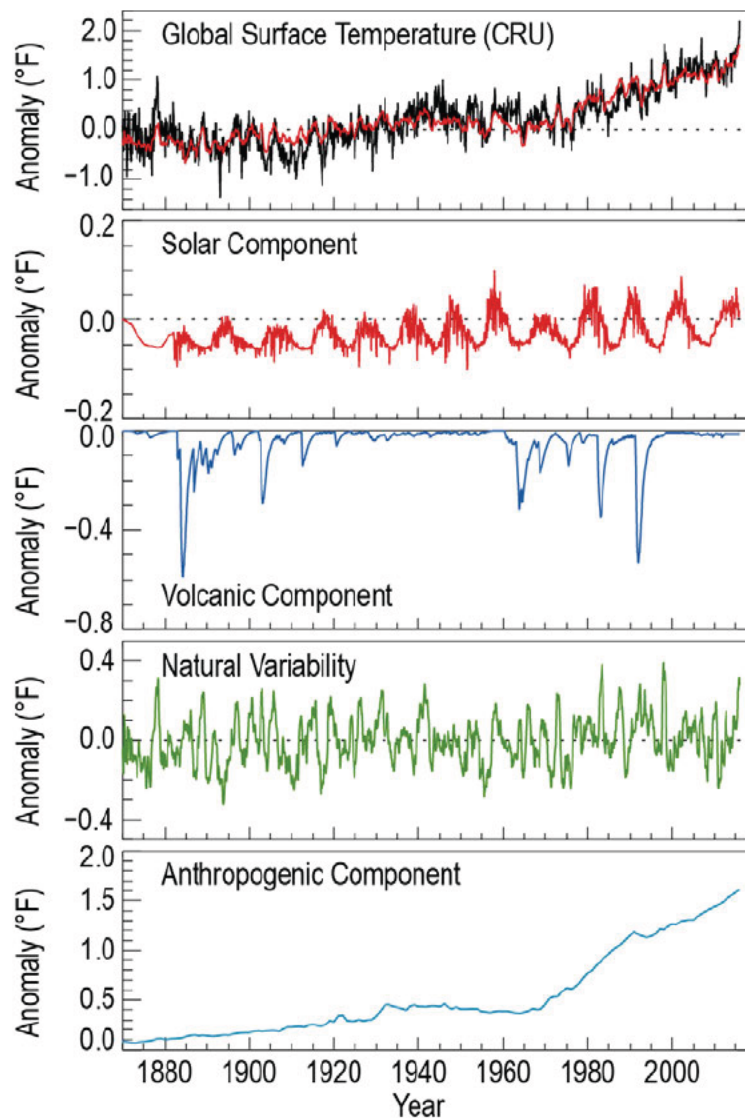 Global Surface Temperature (CRU)
Anomaly (°F)
2.0
1.0
0.0
−1.0
Solar Component
Anomaly (°F)
0.2
0.0
−0.2
Anomaly (°F)
0.0
−0.4
−0.8
Volcanic Component
Natural Variability
Anomaly (°F)
0.4
0.0
−0.4
Anthropogenic Component
Anomaly (°F)
2.0
1.5
1.0
0.5
0.0
1880 1900 1920 1940 1960 1980 2000
Year